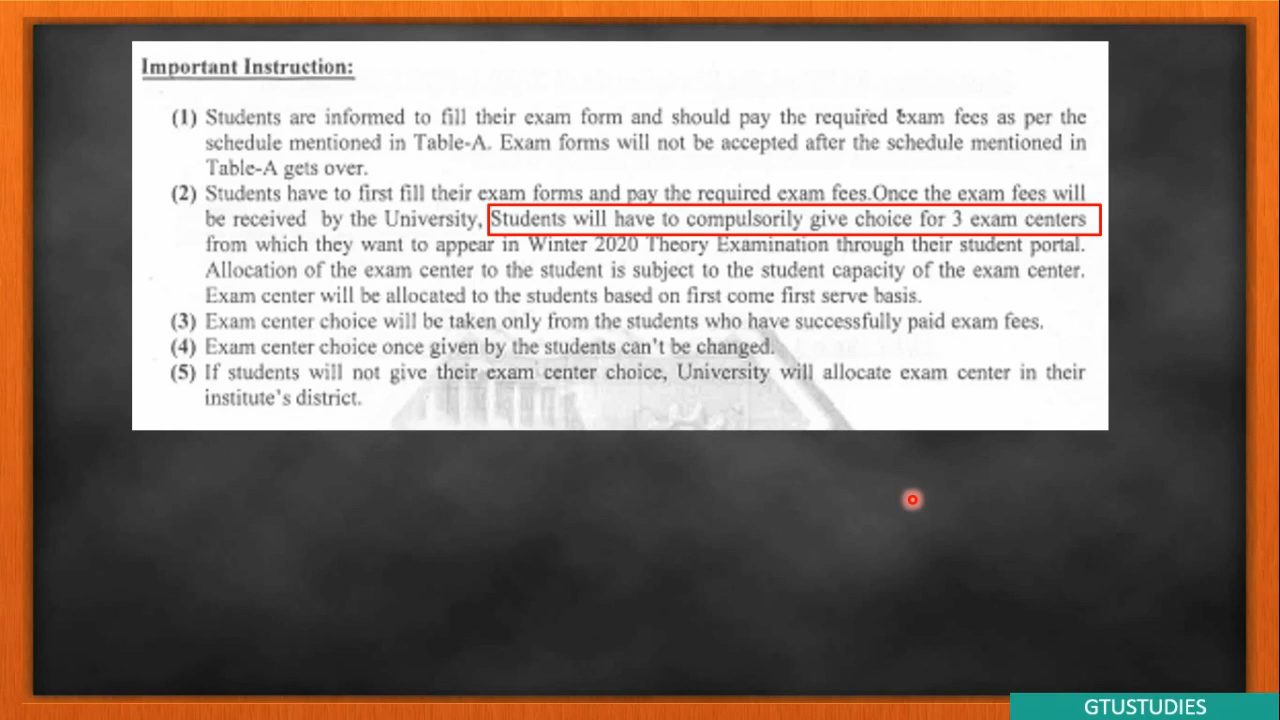 Important Instruction:
(1) Students are informed to fill their exam form and should pay the required Exam fees as per the
schedule mentioned in Table-A. Exam forms will not be accepted after the schedule mentioned in
Table-A gets over.
(2) Students have to first fill their exam forms and pay the required exam fees.Once the exam fees will
be received by the University, Students will have to compulsorily give choice for 3 exam centers
from which they want to appear in Winter 2020 Theory Examination through their student portal.
Allocation of the exam center to the student is subject to the student capacity of the exam center.
Exam center will be allocated to the students based on first come first serve basis.
(3) Exam center choice will be taken only from the students who have successfully paid exam fees.
(4) Exam center choice once given by the students can't be changed.
(5) If students will not give their exam center choice, University will allocate exam center in their
institute's district.
GTUSTUDIES